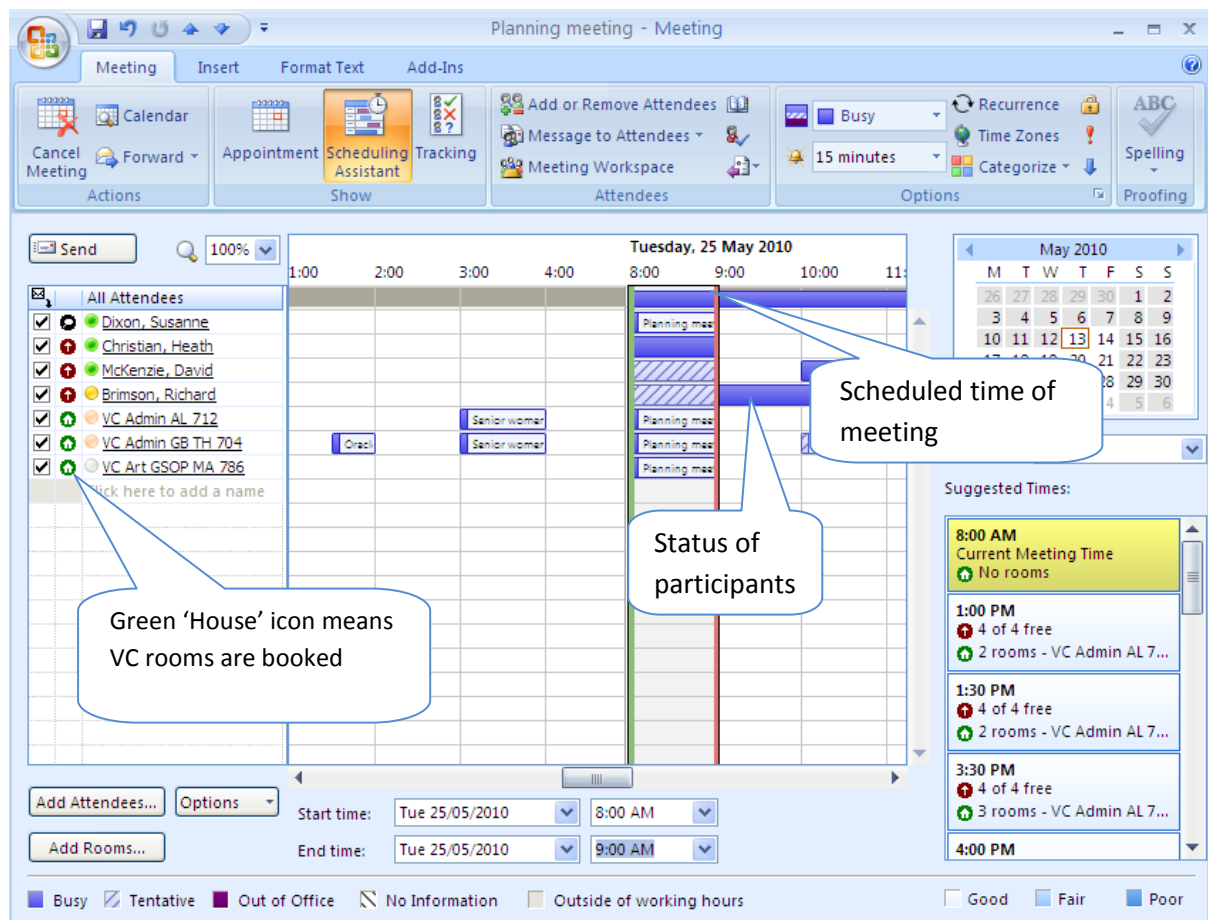 Planning meeting - Meeting
Meeting Insert Format Text Add-Ins
Cancel Meeting
Calendar
Forward
Actions
Appointment
Scheduling Assistant
Tracking
Show
Add or Remove Attendees
Message to Attendees
Meeting Workspace
Attendees
Busy
15 minutes
Recurrence
Time Zones
Categorize
Options
ABC
Spelling
Proofing
Send
100%
Tuesday, 25 May 2010
1:00 2:00 3:00 4:00 8:00 9:00 10:00 11:
All Attendees
Dixon, Susanne
Planning mee
Christian, Heath
McKenzie, David
Brimson, Richard
VC Admin AL 712
Senior womer
Planning mee
VC Admin GB TH 704
Oracl
Senior womer
Planning mee
VC Art GSOP MA 786
Planning mee
Click here to add a name
Scheduled time of
meeting
Status of
participants
Green ‘House’ icon means
VC rooms are booked
May 2010
M T W T F S S
26 27 28 29 30 1 2
3 4 5 6 7 8 9
10 11 12 13 14 15 16
17 18 19 20 21 22 23
28 29 30
4 5 6
Suggested Times:
8:00 AM
Current Meeting Time
No rooms
1:00 PM
4 of 4 free
2 rooms - VC Admin AL 7...
1:30 PM
4 of 4 free
2 rooms - VC Admin AL 7...
3:30 PM
4 of 4 free
3 rooms - VC Admin AL 7...
4:00 PM
Add Attendees... Options
Add Rooms...
Start time: Tue 25/05/2010 8:00 AM
End time: Tue 25/05/2010 9:00 AM
Busy Tentative Out of Office No Information Outside of working hours
Good Fair Poor